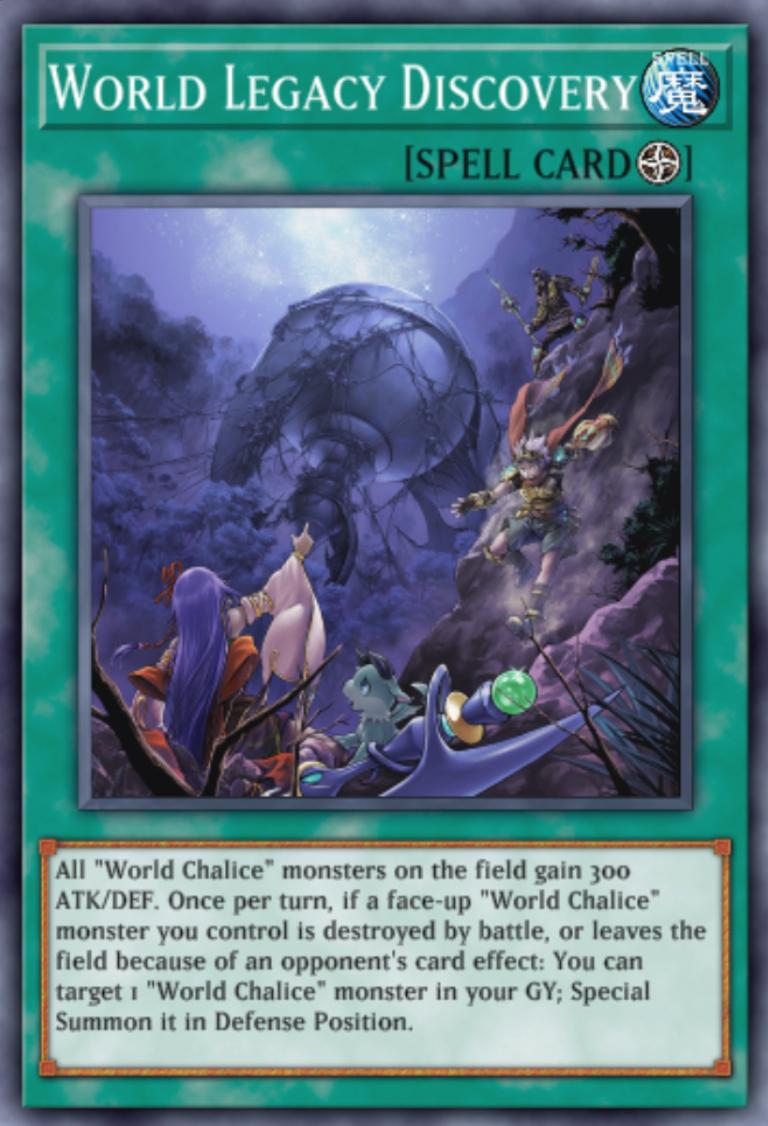 World Legacy Discovery
SPELL
魔
[SPELL CARD]
All "World Chalice" monsters on the field gain 300
ATK/DEF. Once per turn, if a face-up "World Chalice"
monster you control is destroyed by battle, or leaves the
field because of an opponent's card effect: You can
target 1 "World Chalice" monster in your GY; Special
Summon it in Defense Position.